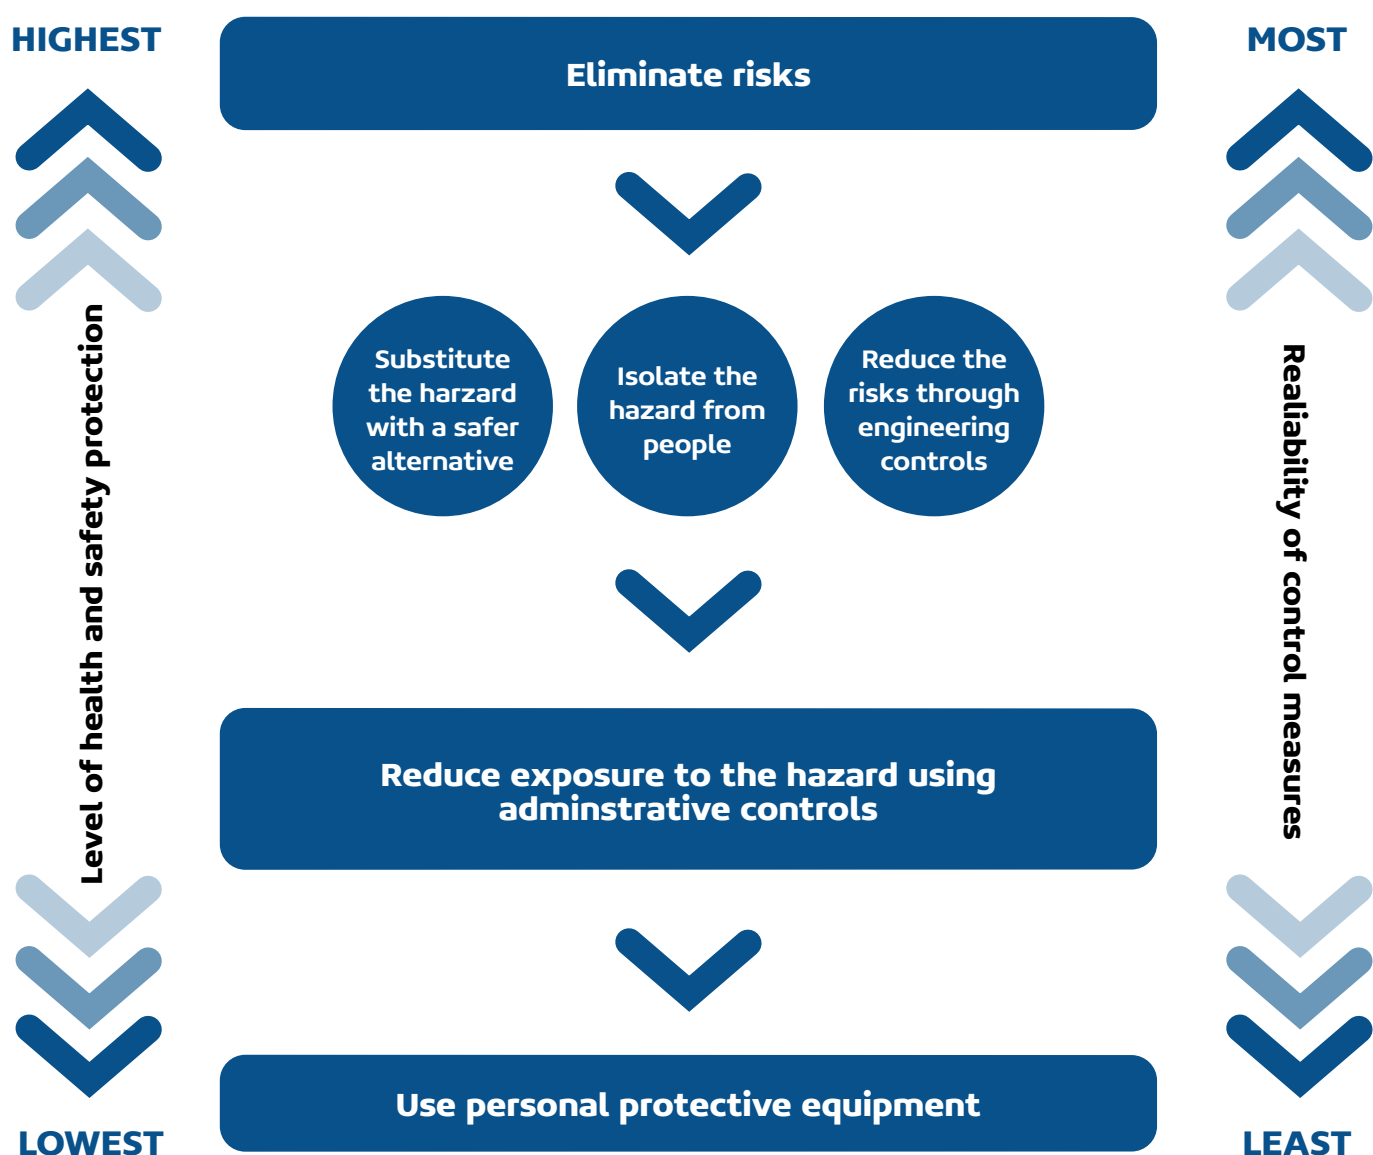 HIGHEST
MOST
Eliminate risks
Substitute
the harzard
with a safer
alternative
Isolate the
hazard from
people
Reduce the
risks through
engineering
controls
Level of health and safety protection
Realiability of control measures
Reduce exposure to the hazard using
adminstrative controls
Use personal protective equipment
LOWEST
LEAST